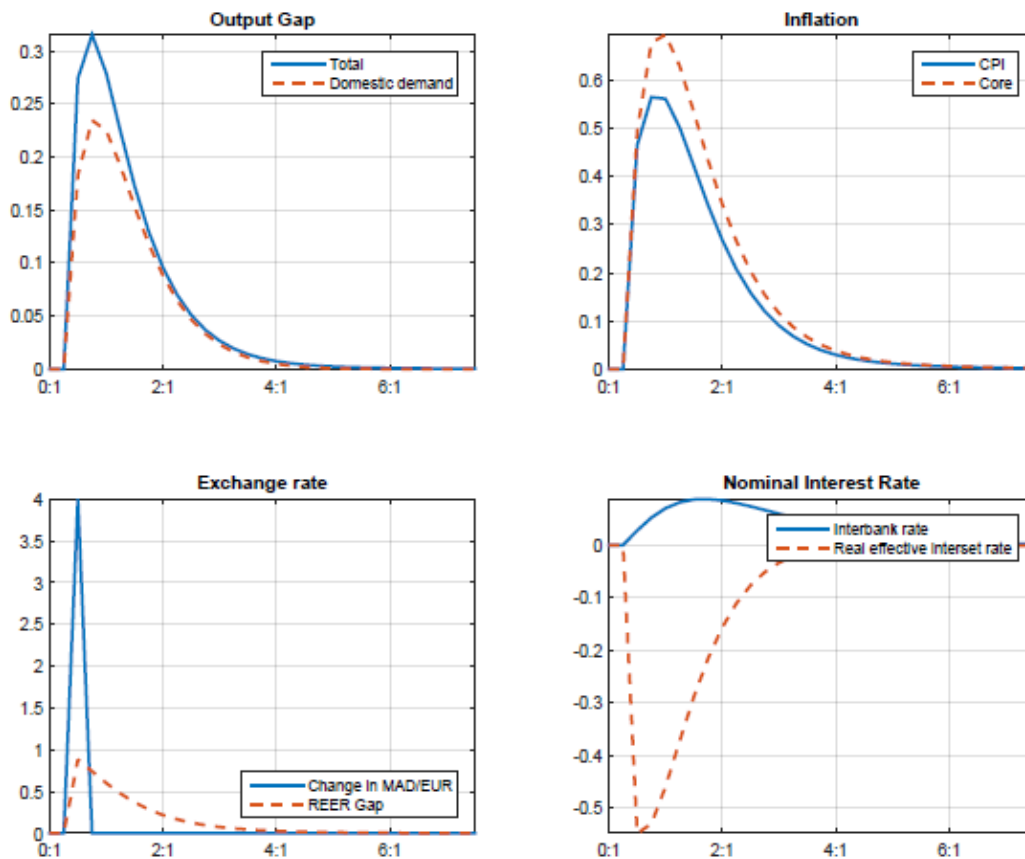 Output Gap
0.3
0.25
0.2
0.15
0.1
0.05
0
0:1 2:1 4:1 6:1
Total
Domestic demand
Inflation
0.6
0.5
0.4
0.3
0.2
0.1
0
0:1 2:1 4:1 6:1
CPI
Core
Exchange rate
4
3.5
3
2.5
2
1.5
1
0.5
0
0:1 2:1 4:1 6:1
Change in MAD/EUR
REER Gap
Nominal Interest Rate
0
-0.1
-0.2
-0.3
-0.4
-0.5
0:1 2:1 4:1 6:1
Interbank rate
Real effective interset rate